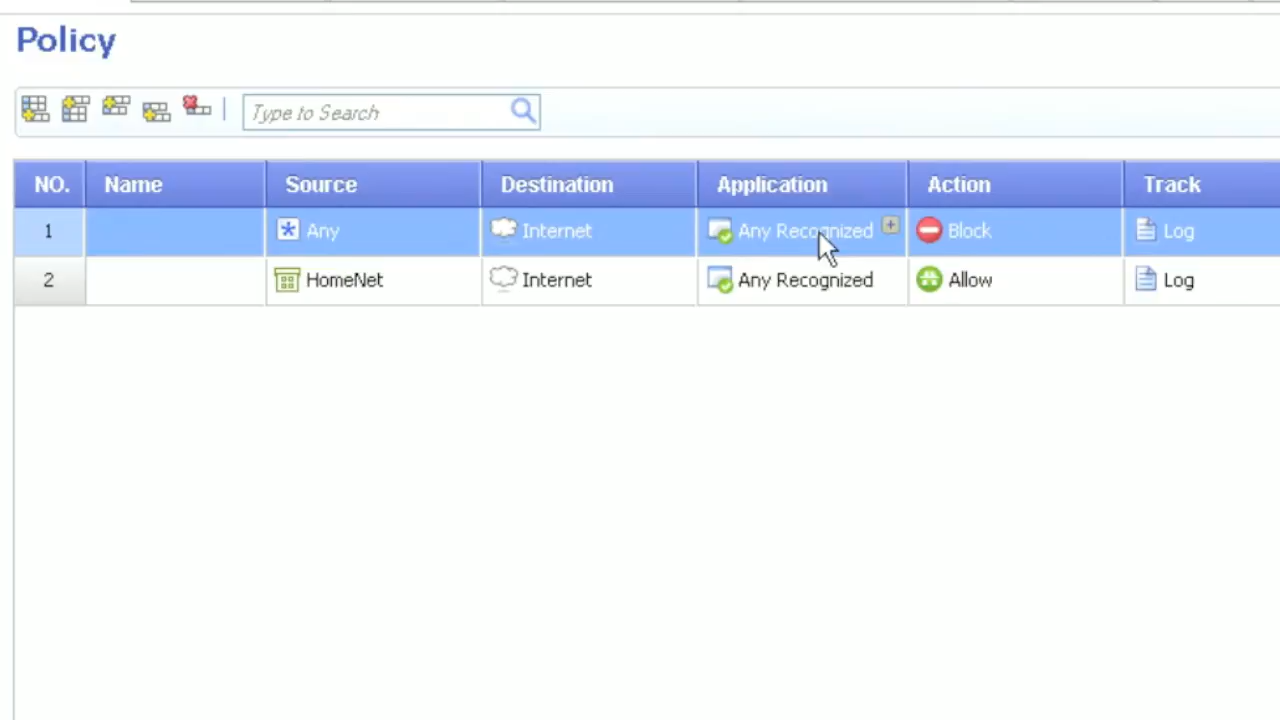 Policy
Type to Search
NO. Name Source Destination Application Action Track
1 Any Internet Any Recognized Block Log
2 HomeNet Internet Any Recognized Allow Log